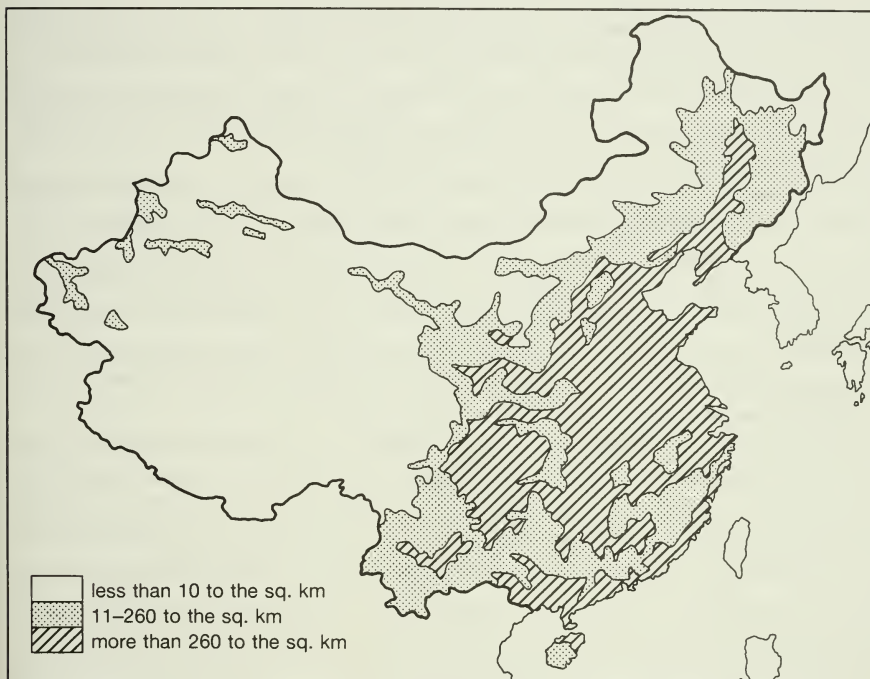 less than 10 to the sq. km
11–260 to the sq. km
more than 260 to the sq. km